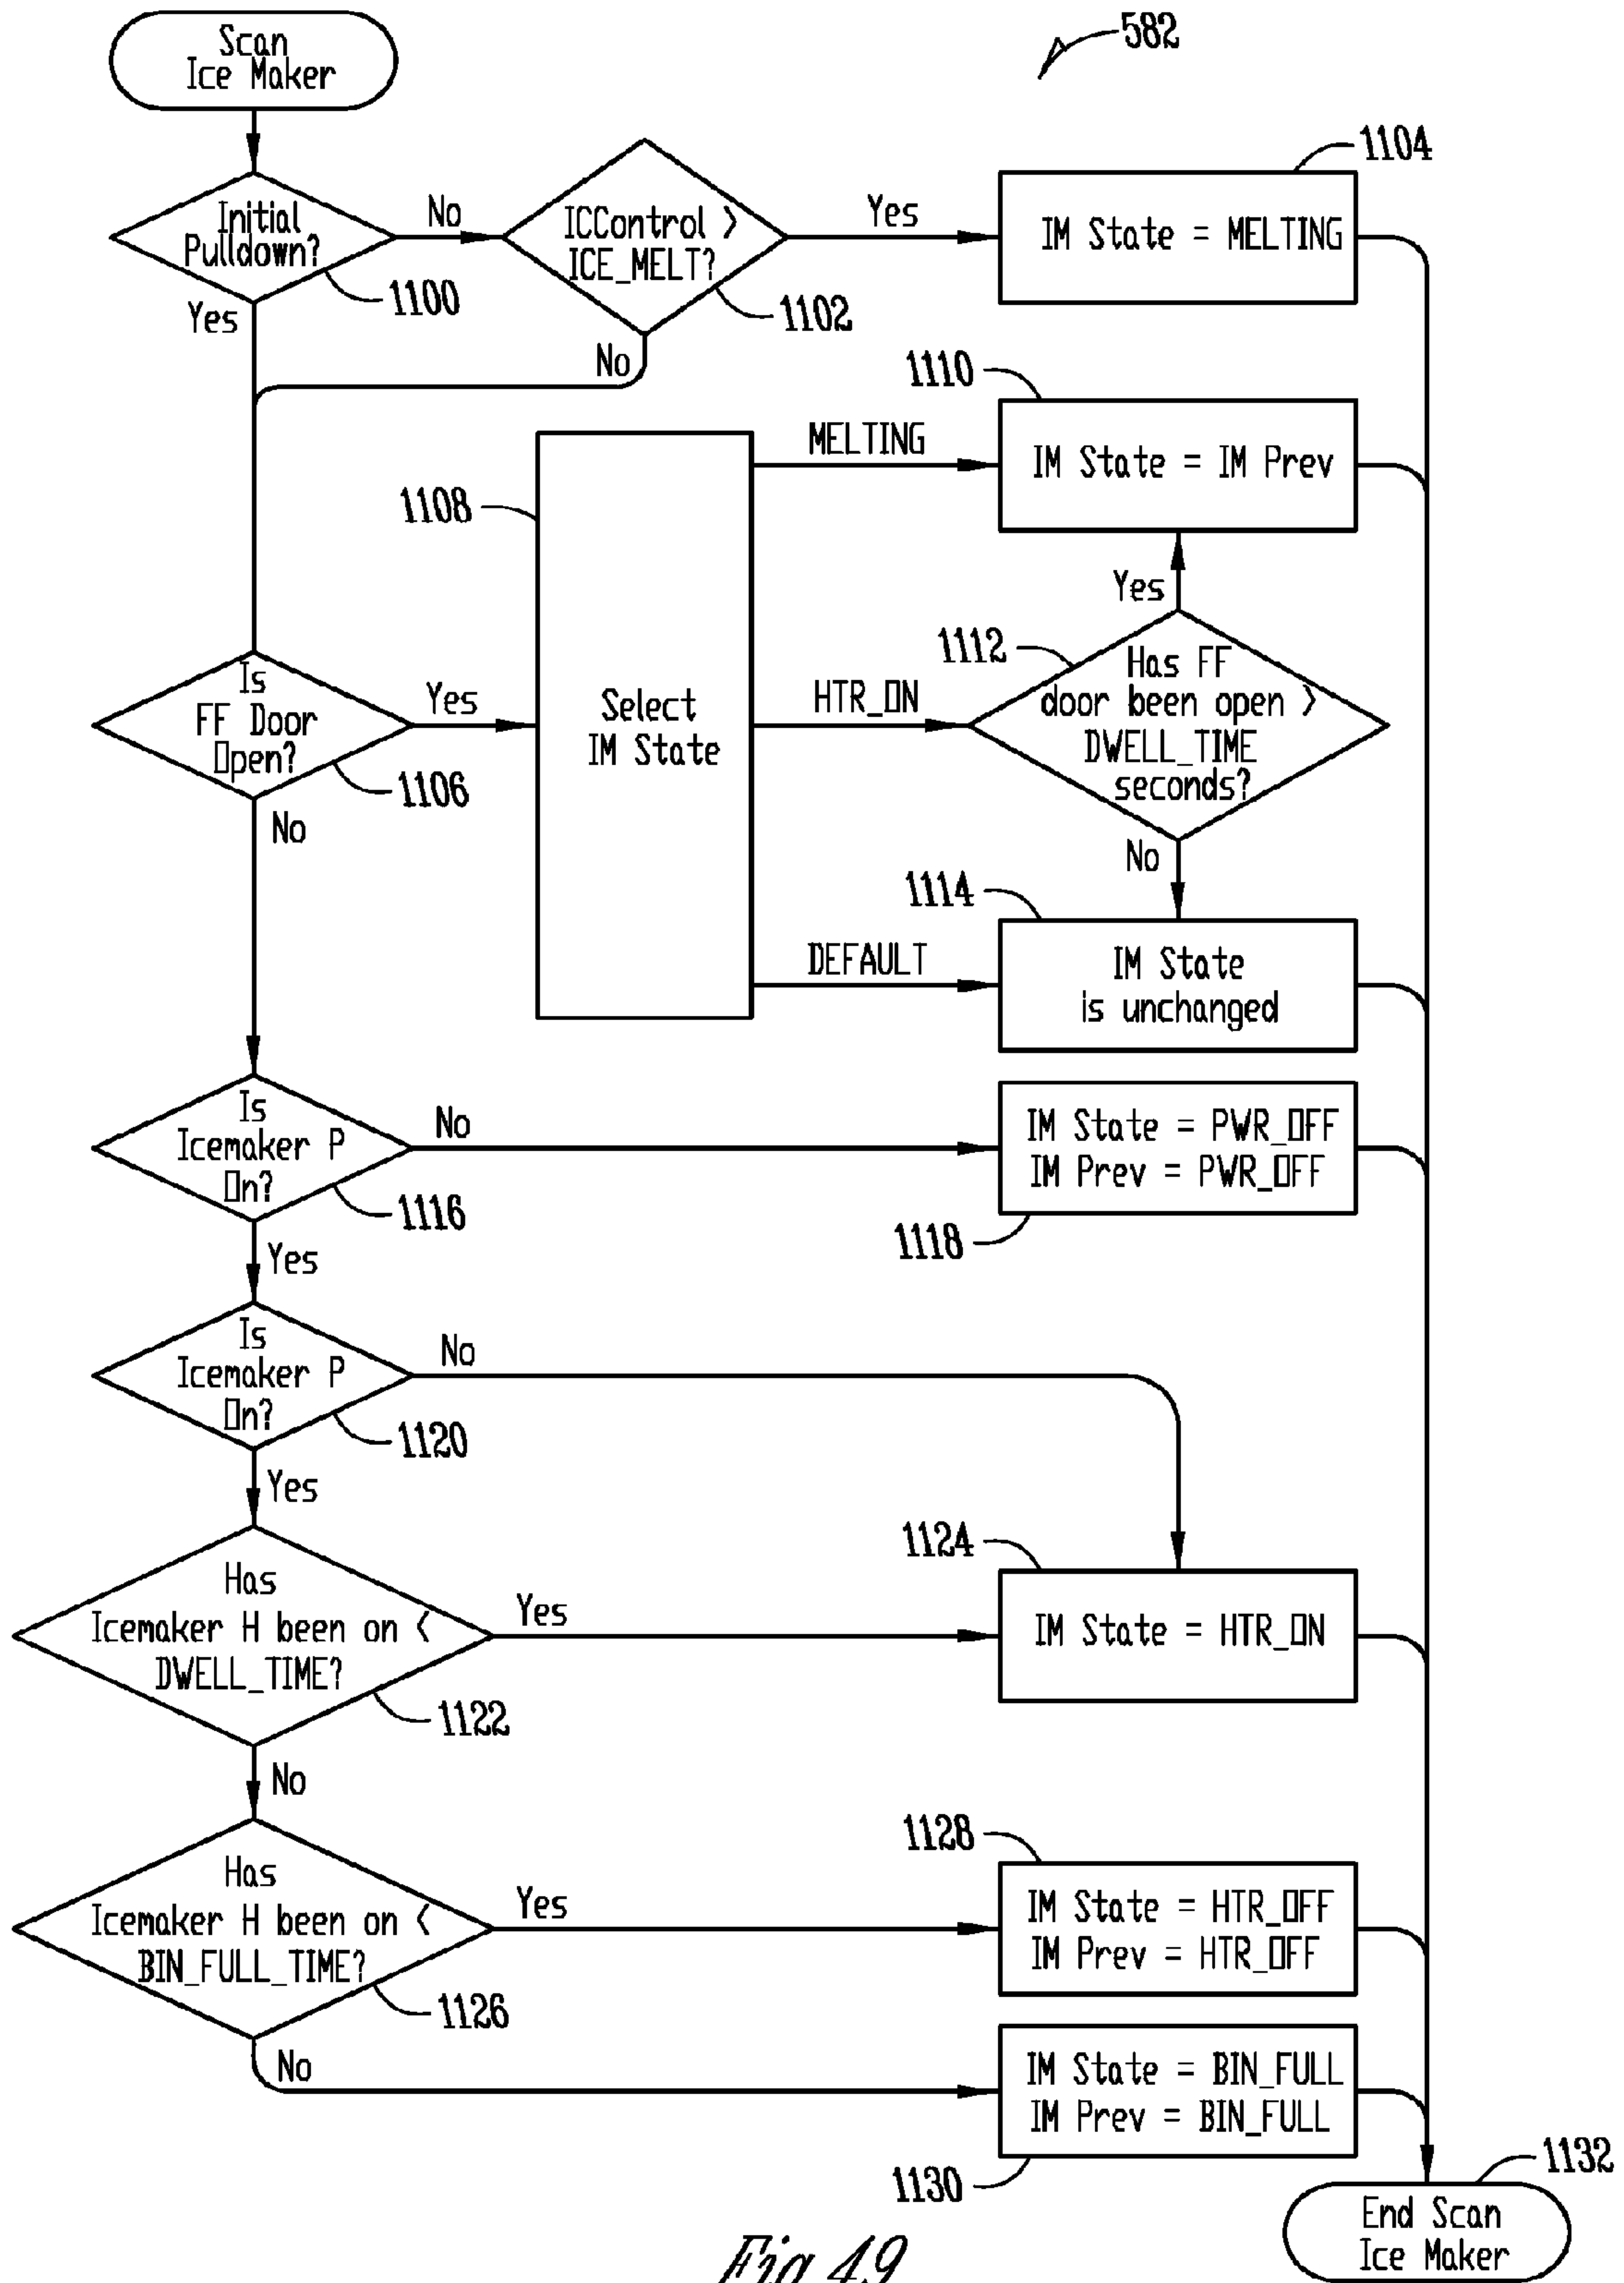 Scan
Ice Maker
582
Initial
Pulldown?
1100
No
Yes
ICControl >
ICE_MELT?
1102
Yes
No
1104
IM State = MELTING
1110
IM State = IM Prev
1108
Select
IM State
MELTING
HTR_ON
DEFAULT
Yes
1112
Has FF
door been open >
DWELL_TIME
seconds?
No
Is
FF Door
Open?
Yes
1106
No
1114
IM State
is unchanged
Is
Icemaker P
On?
No
1116
Yes
IM State = PWR_OFF
IM Prev = PWR_OFF
1118
Is
Icemaker P
On?
No
1120
Yes
Has
Icemaker H been on <
DWELL_TIME?
Yes
1122
No
1124
IM State = HTR_ON
Has
Icemaker H been on <
BIN_FULL_TIME?
Yes
1126
No
1128
IM State = HTR_OFF
IM Prev = HTR_OFF
IM State = BIN_FULL
IM Prev = BIN_FULL
1130
1132
End Scan
Ice Maker
Fig. 49